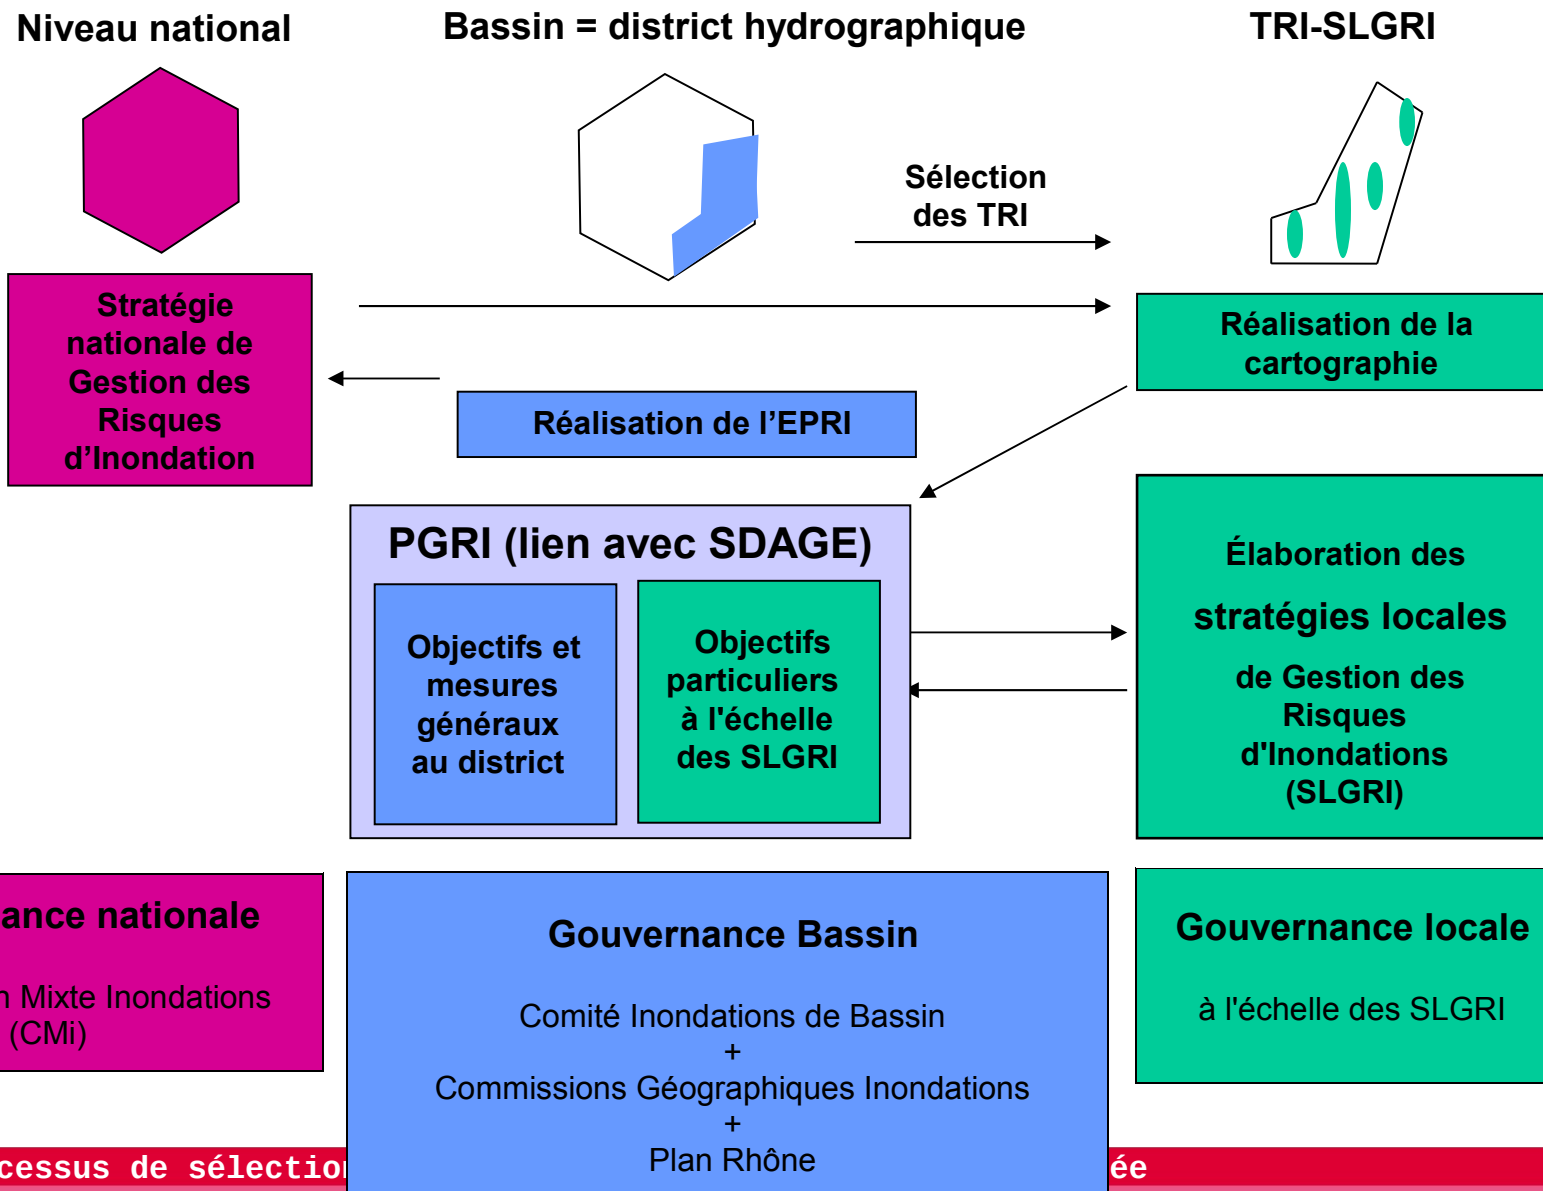 Niveau national
Bassin = district hydrographique
TRI-SLGRI
Sélection
des TRI
Stratégie
nationale de
Gestion des
Risques
d’Inondation
Réalisation de l’EPRI
Réalisation de la
cartographie
PGRI (lien avec SDAGE)
Objectifs et
mesures
généraux
au district
Objectifs
particuliers
à l'échelle
des SLGRI
Élaboration des
stratégies locales
de Gestion des
Risques
d'Inondations
(SLGRI)
ance nationale
n Mixte Inondations
(CMi)
Gouvernance Bassin
Comité Inondations de Bassin
+
Commissions Géographiques Inondations
+
Plan Rhône
Gouvernance locale
à l'échelle des SLGRI
cessus de sélection ée